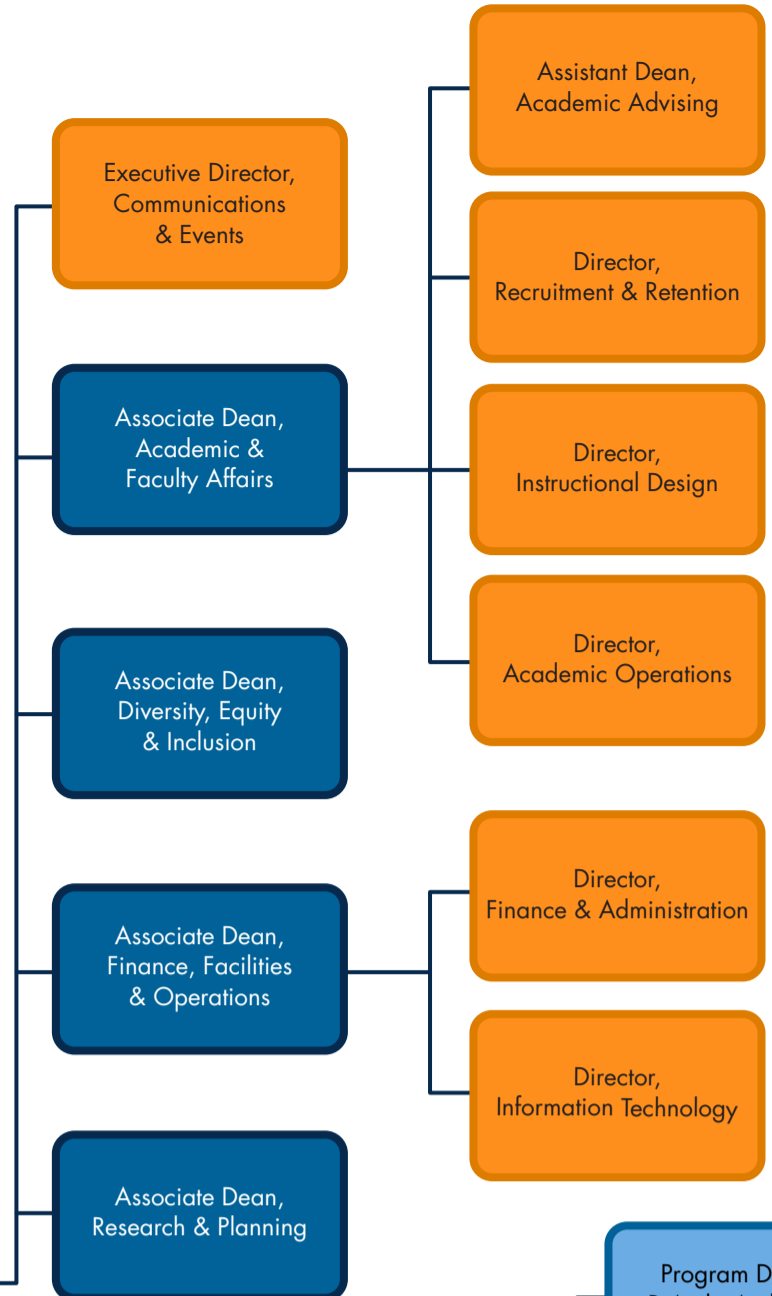 Assistant Dean,
Academic Advising
Executive Director,
Communications
& Events
Director,
Recruitment & Retention
Associate Dean,
Academic &
Faculty Affairs
Director,
Instructional Design
Director,
Academic Operations
Associate Dean,
Diversity, Equity
& Inclusion
Director,
Finance & Administration
Associate Dean,
Finance, Facilities
& Operations
Director,
Information Technology
Associate Dean,
Research & Planning
Program D